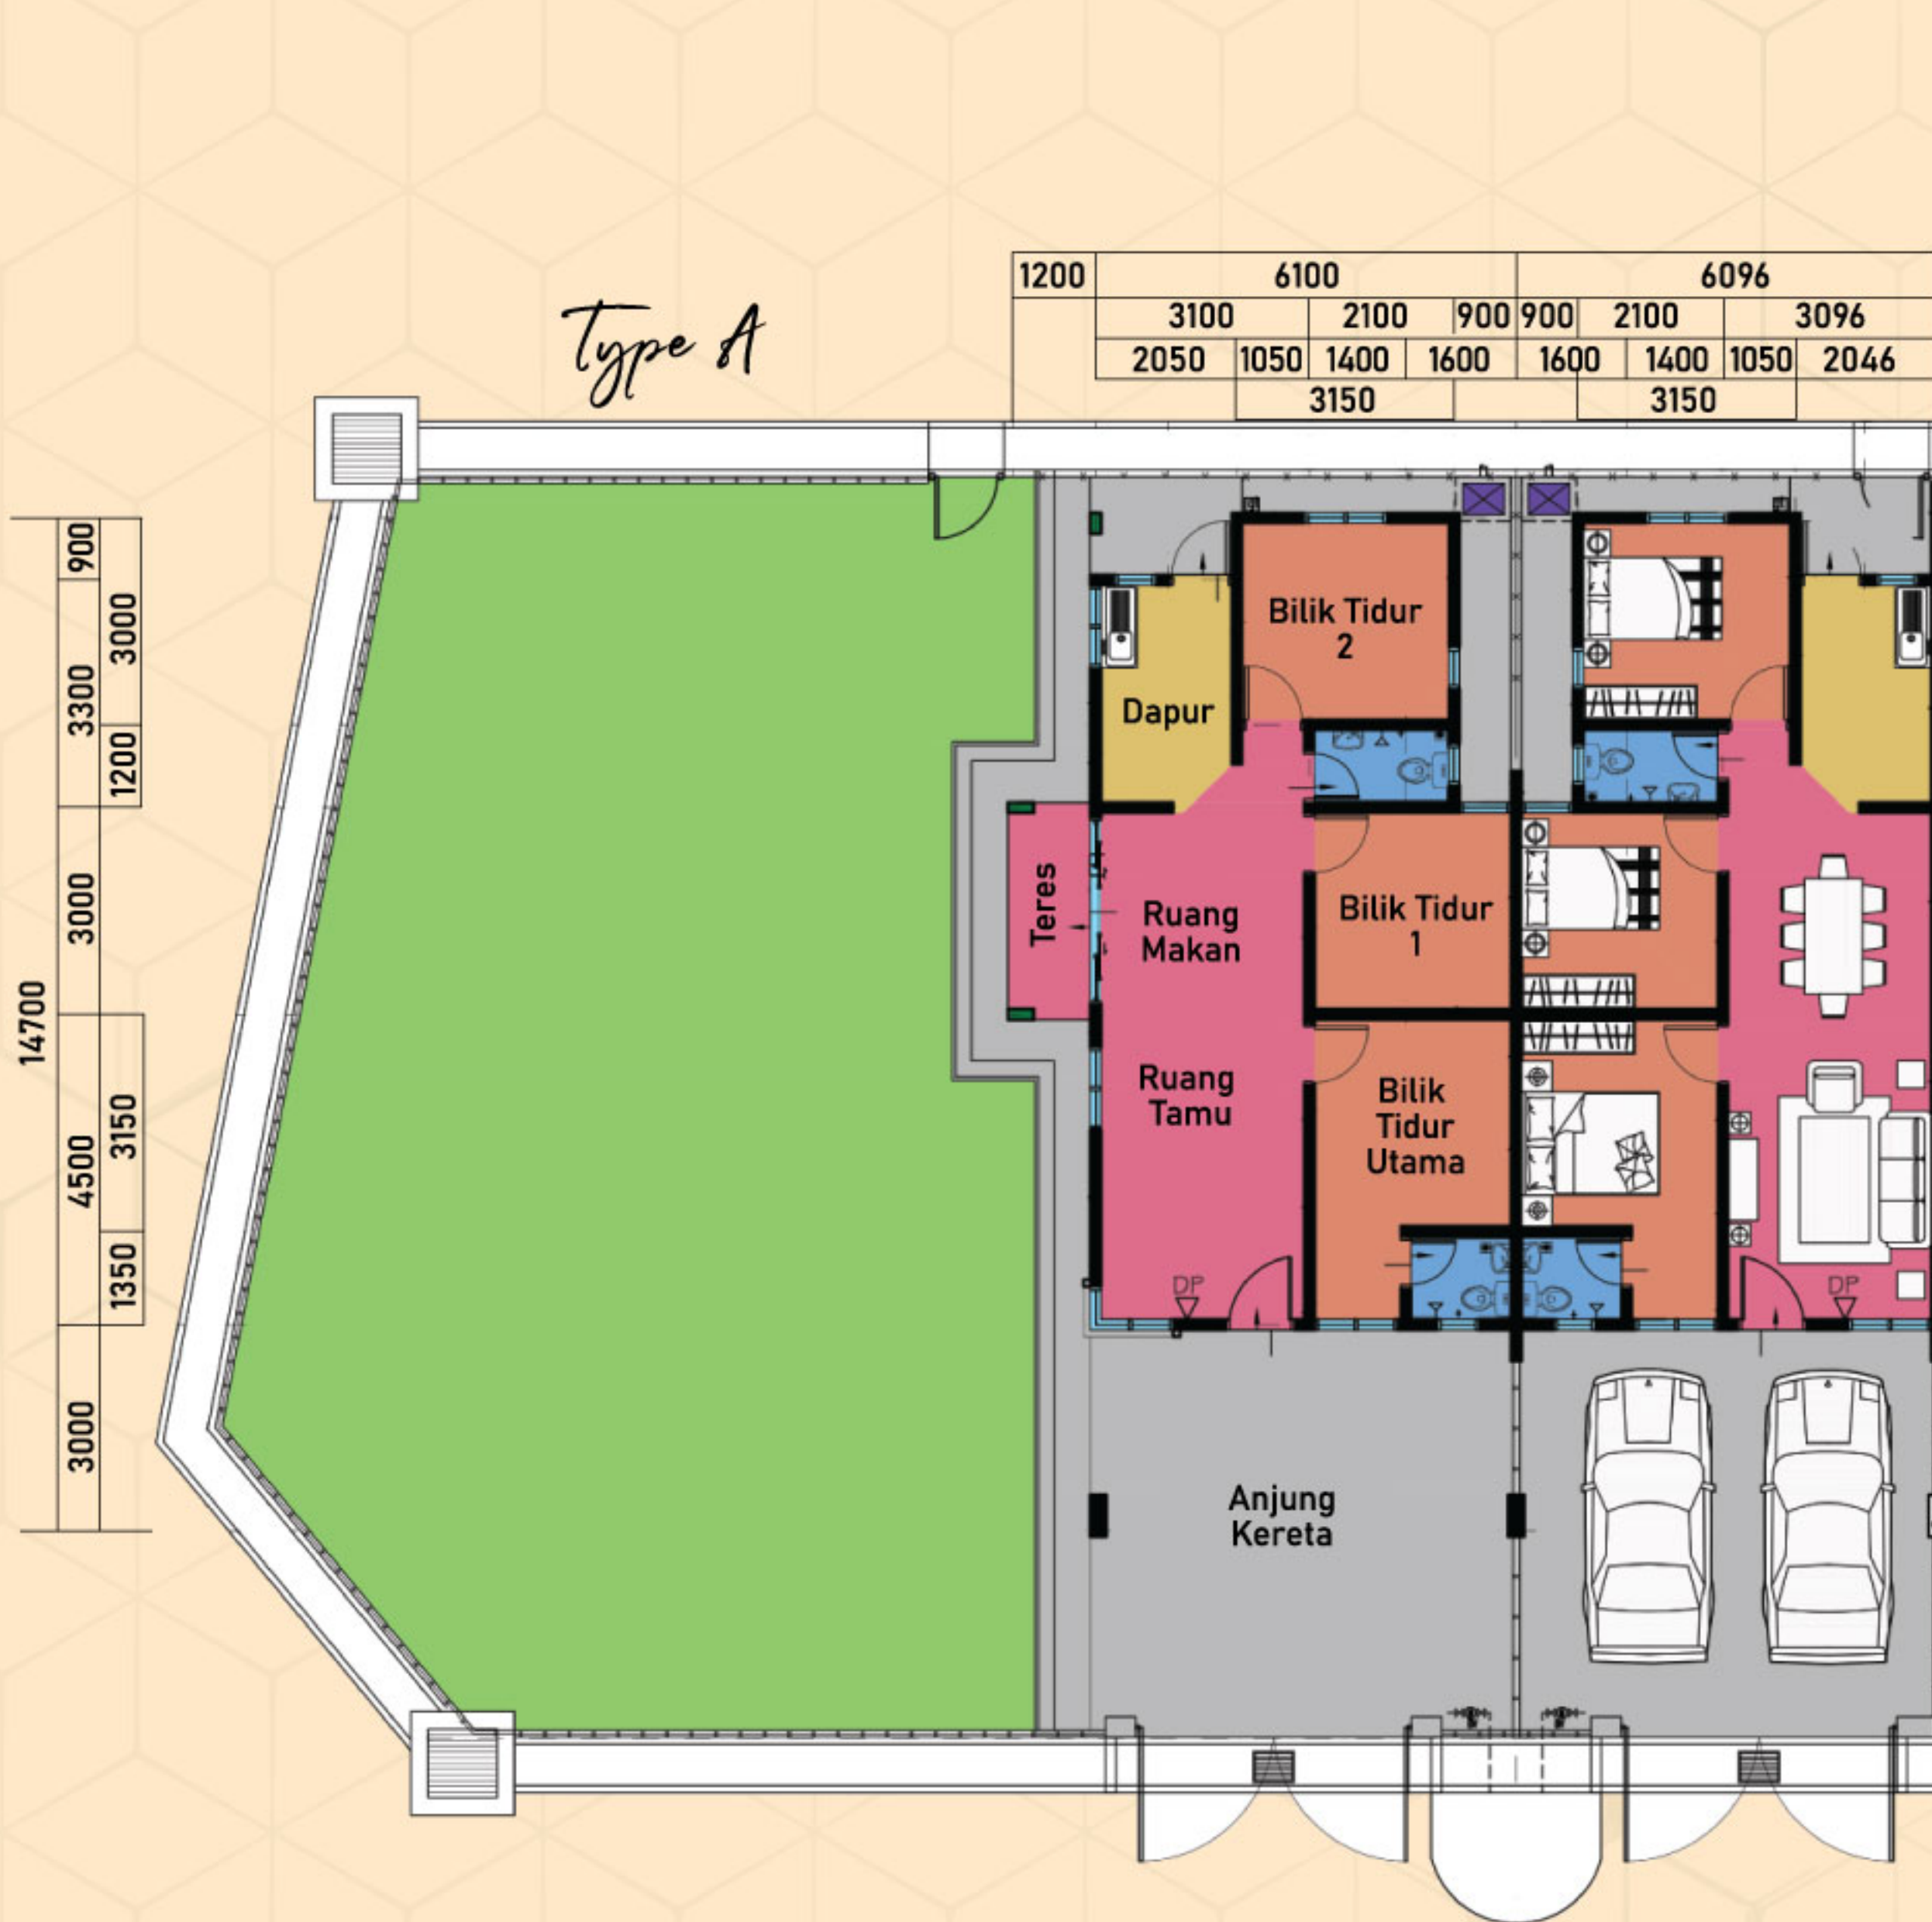 Type A
1200 6100 6096
3100 2100 900 900 2100 3096
2050 1050 1400 1600 1600 1400 1050 2046
3150 3150
900
3000
3300
1200
3000
14700
3150
4500
1350
3000
Bilik Tidur
2
Dapur
Teres
Ruang
Makan
Bilik Tidur
1
Ruang
Tamu
Bilik
Tidur
Utama
DP
DP
Anjung
Kereta